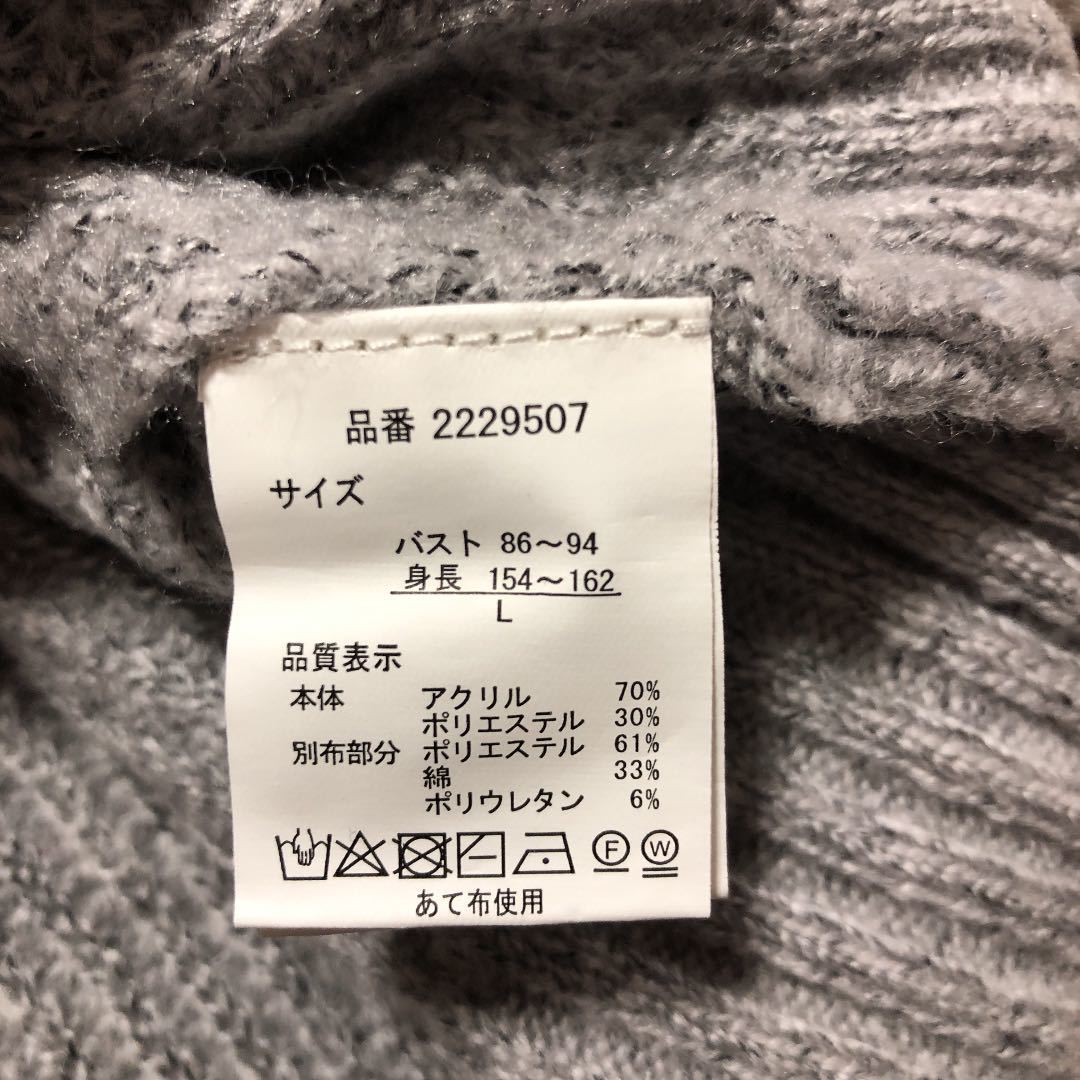 品番 2229507
サイズ
バスト 86～94
身長 154～162
L
品質表示
本体 アクリル 70%
ポリエステル 30%
別布部分 ポリエステル 61%
綿 33%
ポリウレタン 6%
F W
あて布使用